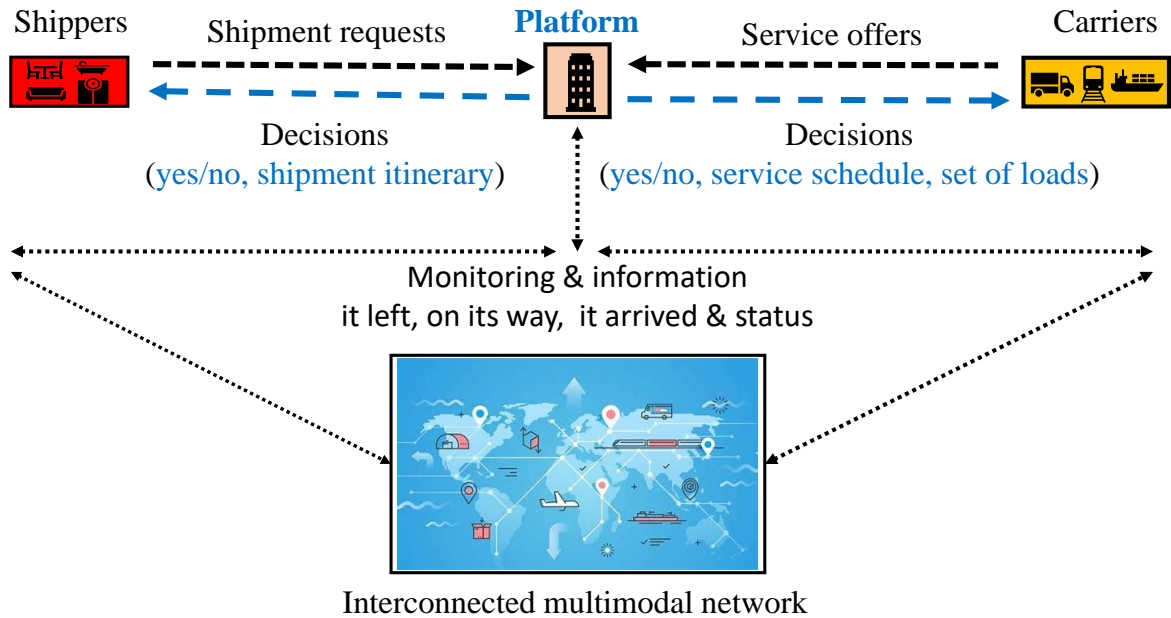 Shippers
Shipment requests
Platform
Service offers
Carriers
Decisions
(yes/no, shipment itinerary)
Decisions
(yes/no, service schedule, set of loads)
Monitoring & information
it left, on its way, it arrived & status
Interconnected multimodal network